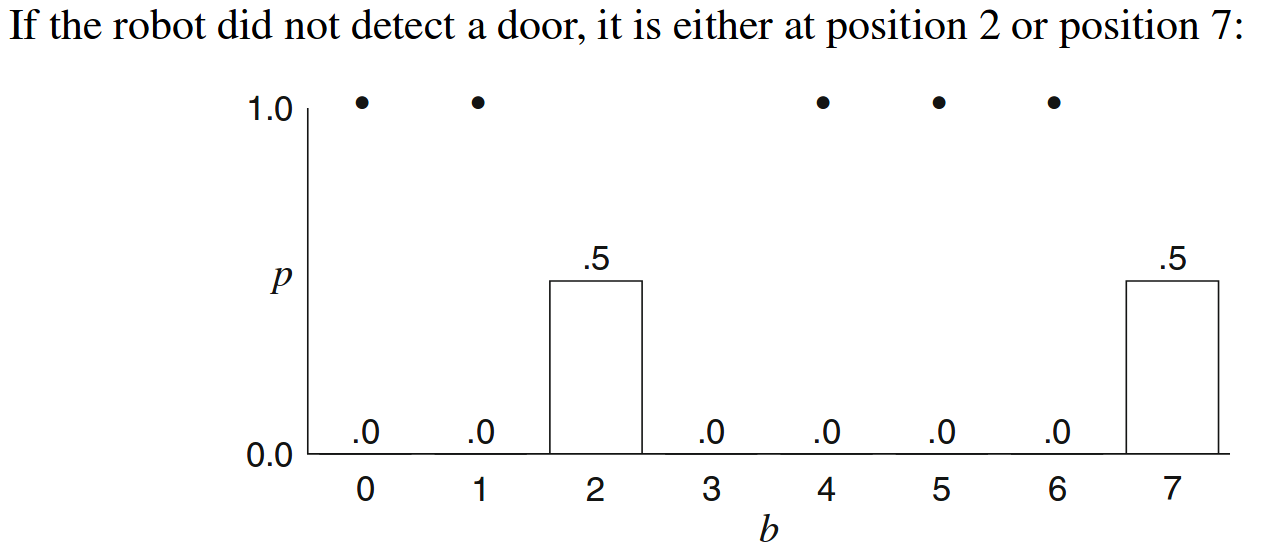 If the robot did not detect a door, it is either at position 2 or position 7:
1.0
.5 .5
p
.0 .0 .0 .0 .0 .0
0.0
0 1 2 3 4 5 6 7
b